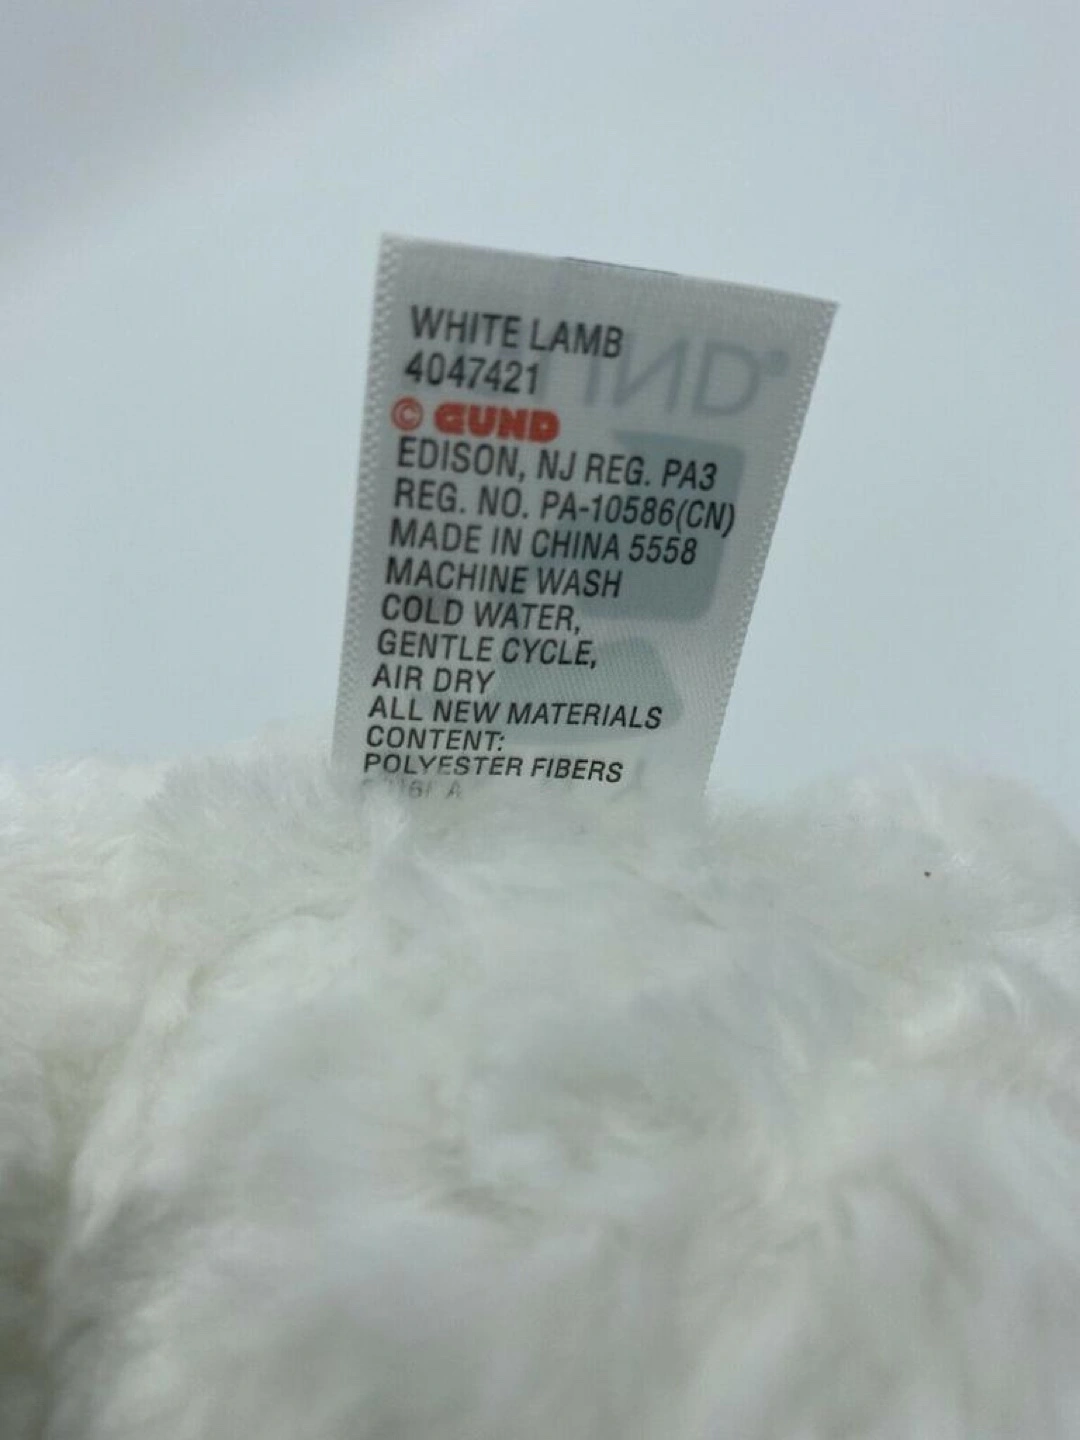 WHITE LAMB
4047421
© GUND
EDISON, NJ REG. PA3
REG. NO. PA-10586(CN)
MADE IN CHINA 5558
MACHINE WASH
COLD WATER,
GENTLE CYCLE,
AIR DRY
ALL NEW MATERIALS
CONTENT:
POLYESTER FIBERS